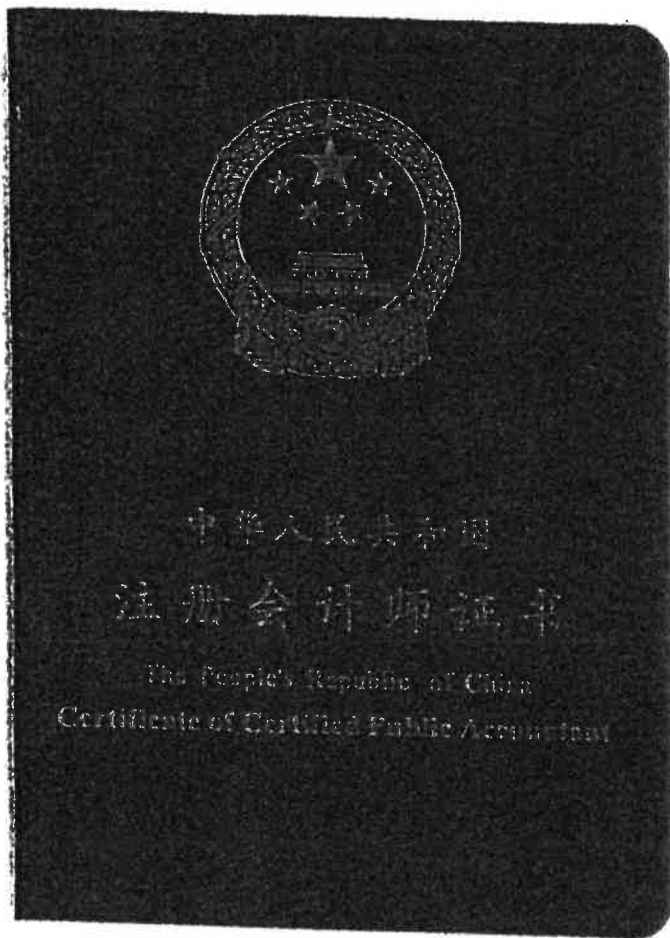 中华人民共和国
注册会计师证书
The People's Republic of China
Certificate of Certified Public Accountant